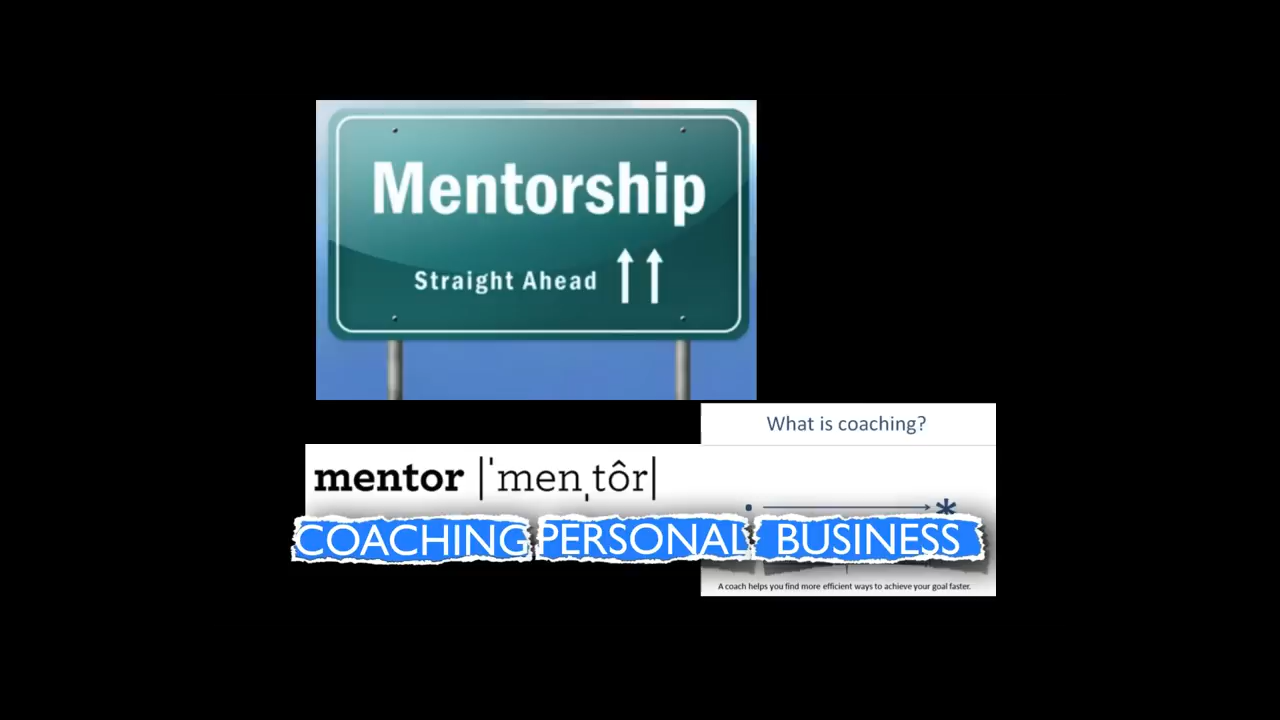 Mentorship
Straight Ahead
What is coaching?
mentor |ˈmenˌtôr|
COACHING PERSONAL BUSINESS
A coach helps you find more efficient ways to achieve your goal faster.